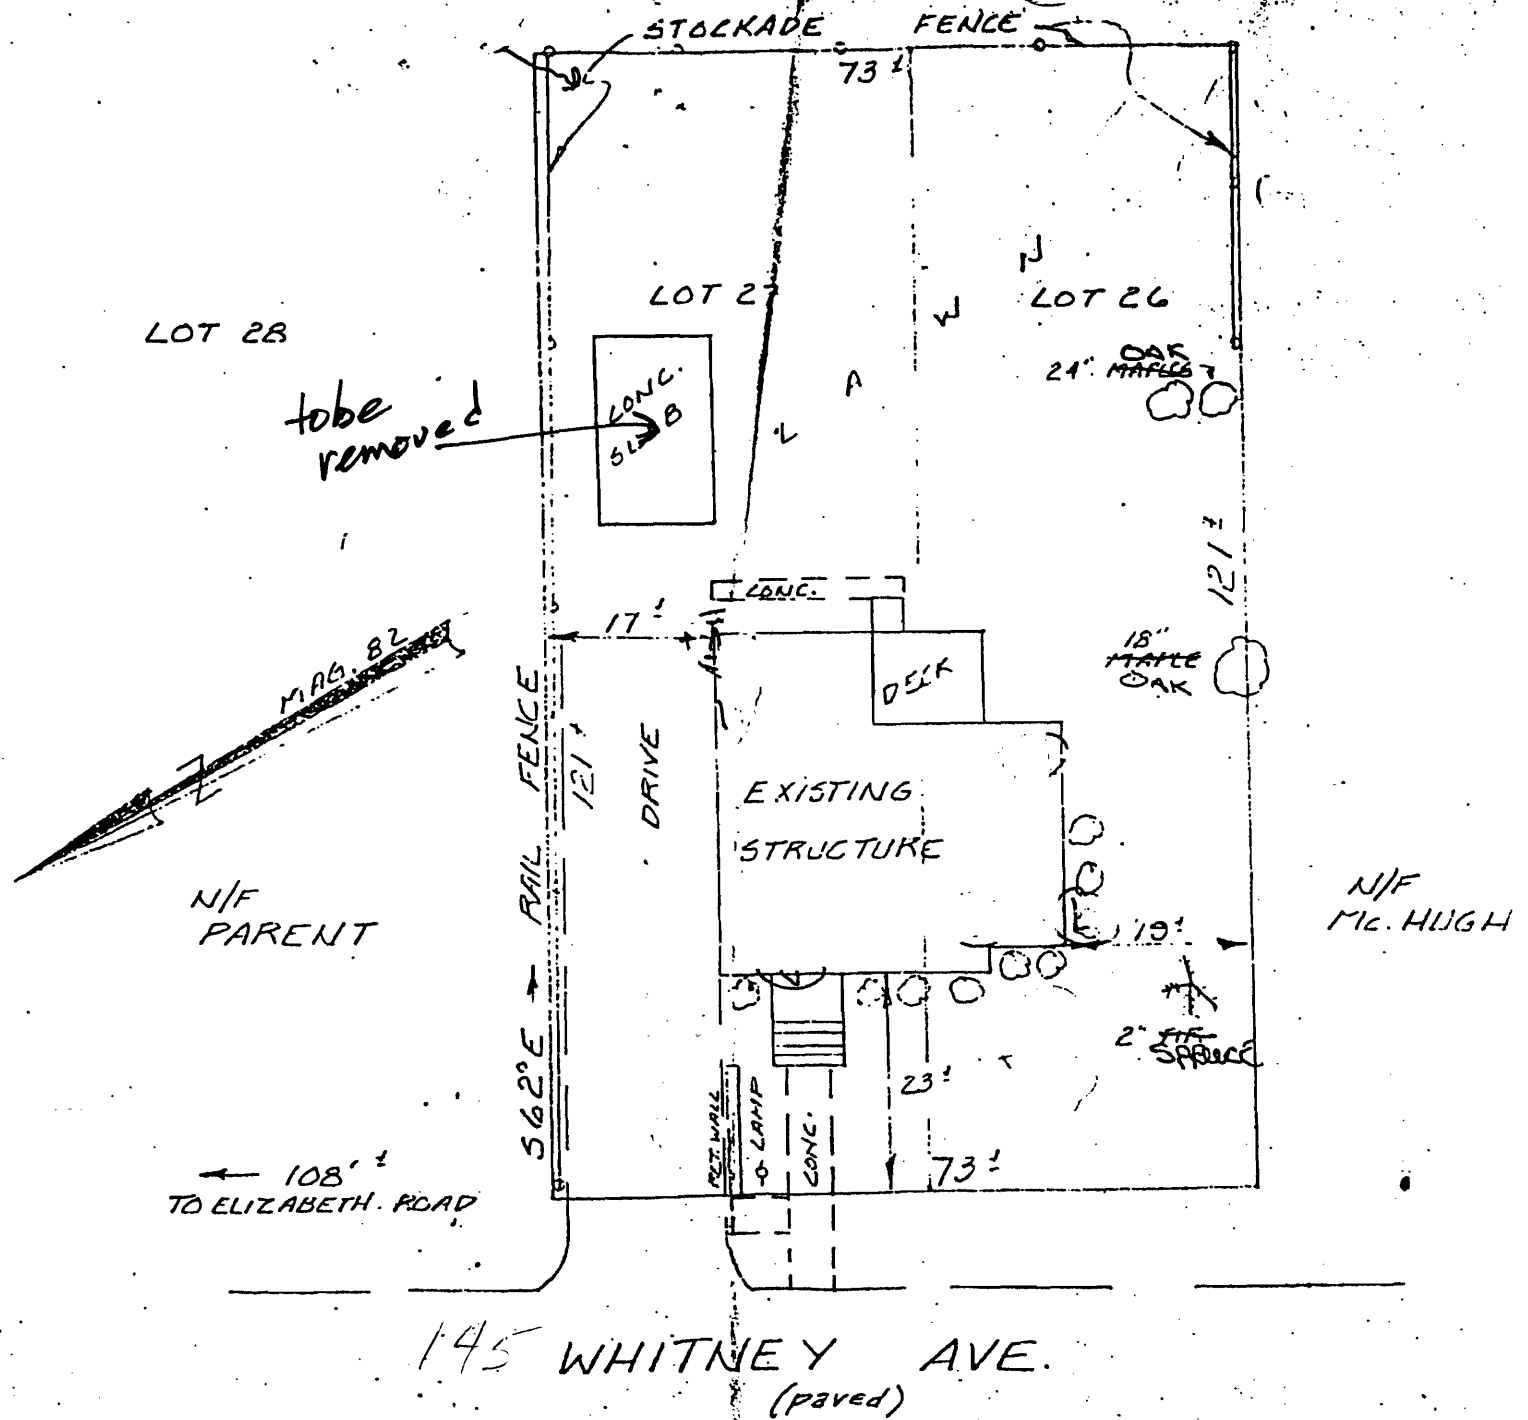 STOCKADE FENCE
73'±
LOT 27
LOT 26
LOT 28
OAK
24" MAPLES
tobe
removed
CONC.
SLAB
121'±
CONC.
17'±
MAG. 82
18"
MAPLE
OAK
DECK
RAIL FENCE
121'±
DRIVE
EXISTING
STRUCTURE
N/F
PARENT
N/F
Mc. HUGH
19'±
2" FIR
SPRUCE
S62°E
23'±
RET. WALL
LAMP
CONC.
73'±
108'±
TO ELIZABETH. ROAD
145 WHITNEY AVE.
(paved)